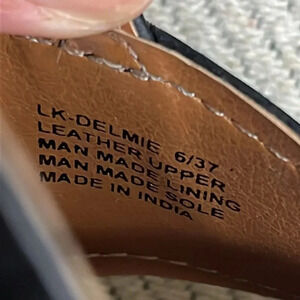 LK-DELMIE 6/37
LEATHER UPPER
MAN MADE LINING
MAN MADE SOLE
MADE IN INDIA